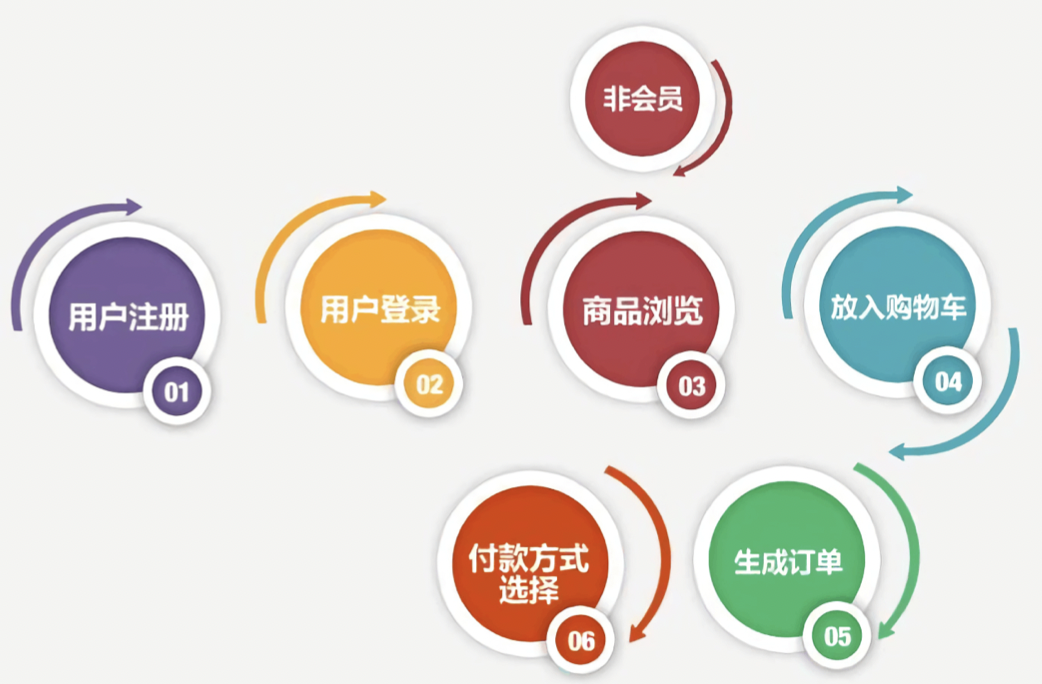 非会员
用户注册
01
用户登录
02
商品浏览
03
放入购物车
04
付款方式
选择
06
生成订单
05